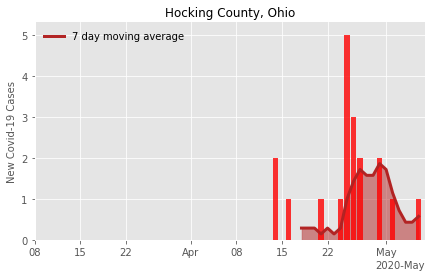 Hocking County, Ohio
7 day moving average
New Covid-19 Cases
5
4
3
2
1
0
08 15 22 Apr 08 15 22 May
2020-May